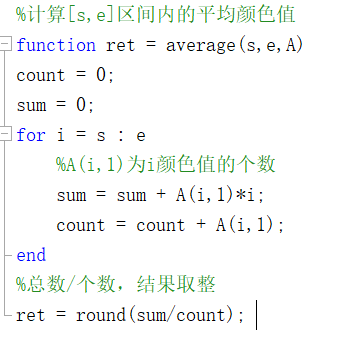 %计算[s,e]区间内的平均颜色值
function ret = average(s,e,A)
count = 0;
sum = 0;
for i = s : e
%A(i,1)为i颜色值的个数
sum = sum + A(i,1)*i;
count = count + A(i,1);
end
%总数/个数，结果取整
ret = round(sum/count);